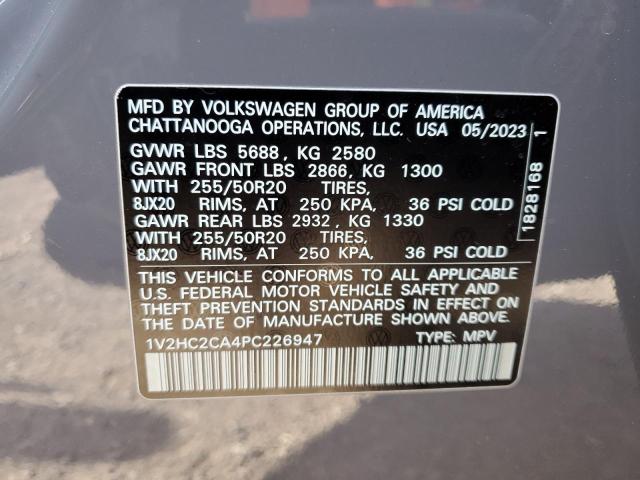 MFD BY VOLKSWAGEN GROUP OF AMERICA
CHATTANOOGA OPERATIONS, LLC. USA 05/2023
GVWR LBS 5688, KG 2580
GAWR FRONT LBS 2866, KG 1300
WITH 255/50R20 TIRES,
8JX20 RIMS, AT 250 KPA, 36 PSI COLD
GAWR REAR LBS 2932, KG 1330
WITH 255/50R20 TIRES,
8JX20 RIMS, AT 250 KPA, 36 PSI COLD
THIS VEHICLE CONFORMS TO ALL APPLICABLE
U.S. FEDERAL MOTOR VEHICLE SAFETY AND
THEFT PREVENTION STANDARDS IN EFFECT ON
THE DATE OF MANUFACTURE SHOWN ABOVE.
1V2HC2CA4PC226947 TYPE: MPV
1828168 1